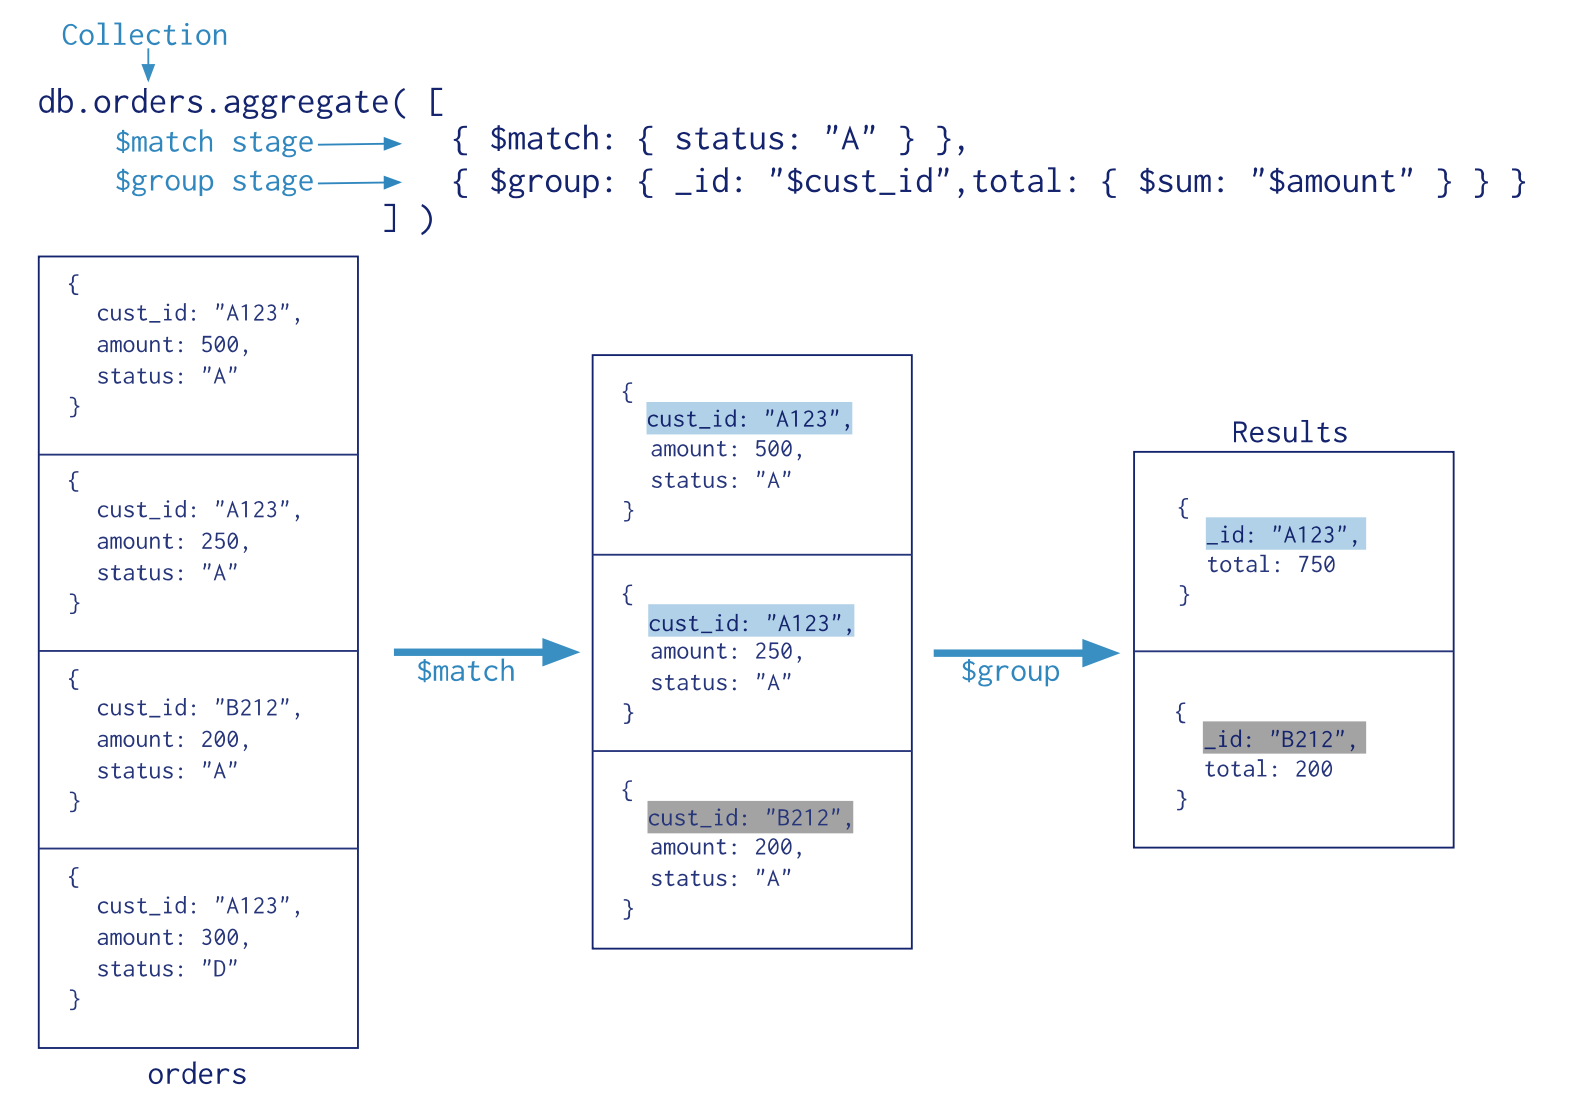 Collection
db.orders.aggregate( [
$match stage { $match: { status: "A" } },
$group stage { $group: { _id: "$cust_id",total: { $sum: "$amount" } } }
] )
{
cust_id: "A123",
amount: 500,
status: "A"
}
{
cust_id: "A123",
amount: 250,
status: "A"
}
{
cust_id: "B212",
amount: 200,
status: "A"
}
{
cust_id: "A123",
amount: 300,
status: "D"
}
orders
$match
{
cust_id: "A123",
amount: 500,
status: "A"
}
{
cust_id: "A123",
amount: 250,
status: "A"
}
{
cust_id: "B212",
amount: 200,
status: "A"
}
$group
Results
{
_id: "A123",
total: 750
}
{
_id: "B212",
total: 200
}